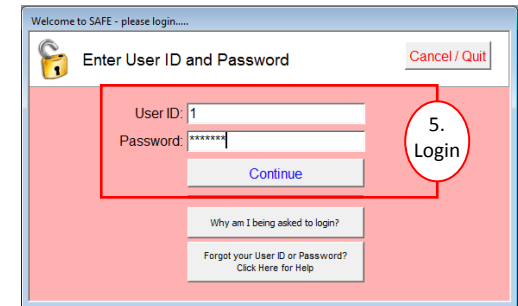 Welcome to SAFE - please login.....
Enter User ID and Password
Cancel / Quit
User ID: 1
Password: *******
5.
Login
Continue
Why am I being asked to login?
Forgot your User ID or Password?
Click Here for Help